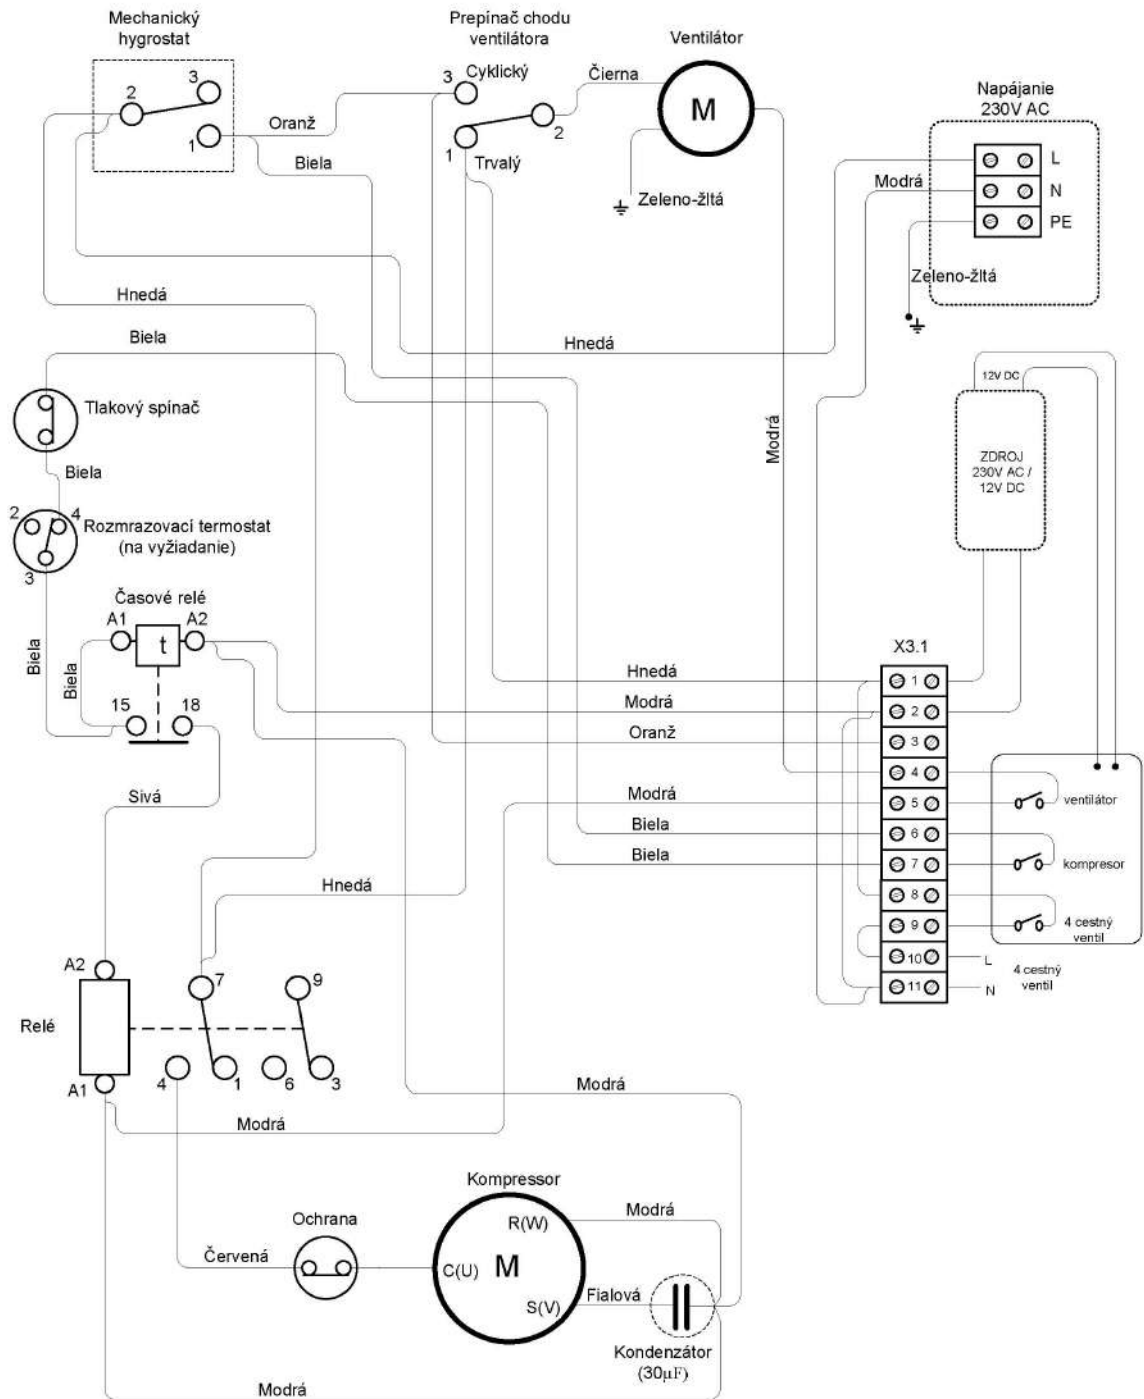 Mechanický
hygrostat
3
2
1
Oranž
Biela
Prepínač chodu
ventilátora
3
Cyklický
2
1
Trvalý
Čierna
Ventilátor
M
Zeleno-žltá
Napájanie
230V AC
L
N
PE
Modrá
Zeleno-žltá
Hnedá
Biela
Hnedá
Modrá
Tlakový spínač
Biela
2
4
3
Rozmrazovací termostat
(na vyžiadanie)
12V DC
ZDROJ
230V AC /
12V DC
Časové relé
A1
t
A2
Biela
Biela
15
18
Sivá
X3.1
Hnedá
1
Modrá
2
Oranž
3
4
Modrá
5
ventilátor
Biela
6
Biela
7
kompresor
8
9
4 cestný
ventil
10
L
11
N
4 cestný
ventil
Hnedá
A2
Relé
A1
7
9
4
1
6
3
Modrá
Modrá
Kompressor
R(W)
C(U)
M
S(V)
Modrá
Ochrana
Červená
Fialová
Kondenzátor
(30µF)
Modrá